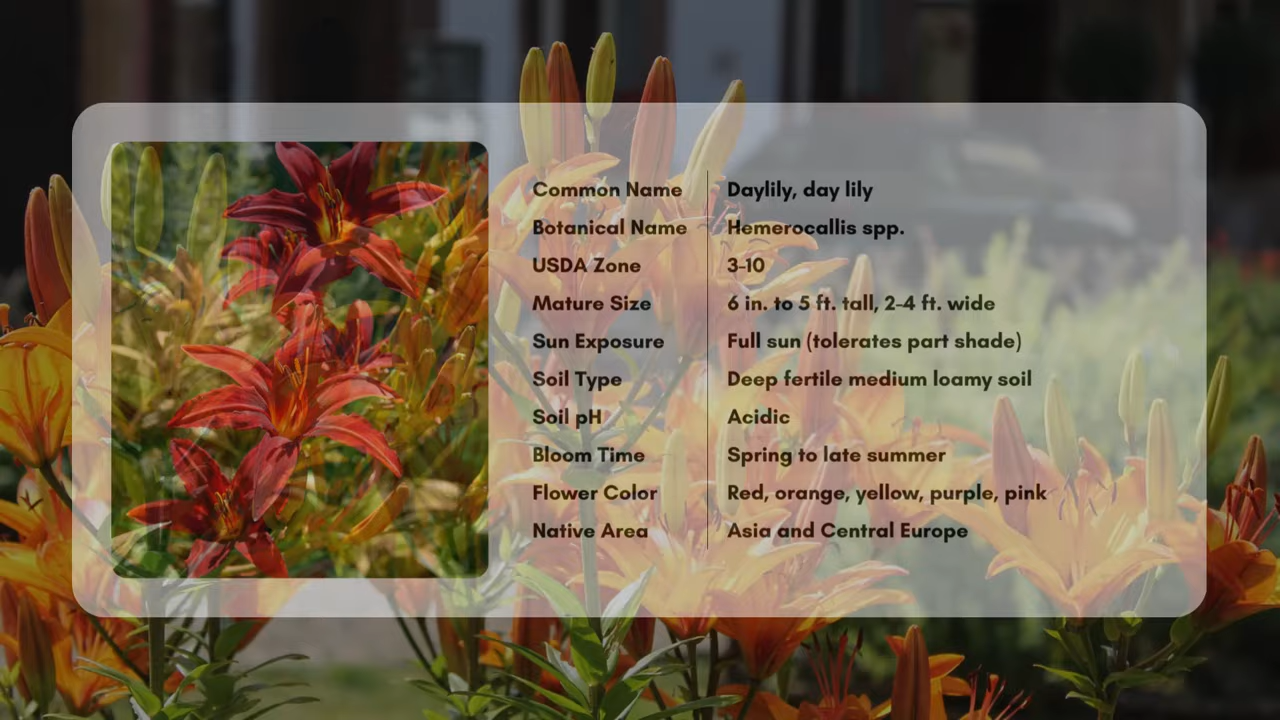 Common Name Daylily, day lily
Botanical Name Hemerocallis spp.
USDA Zone 3-10
Mature Size 6 in. to 5 ft. tall, 2-4 ft. wide
Sun Exposure Full sun (tolerates part shade)
Soil Type Deep fertile medium loamy soil
Soil pH Acidic
Bloom Time Spring to late summer
Flower Color Red, orange, yellow, purple, pink
Native Area Asia and Central Europe